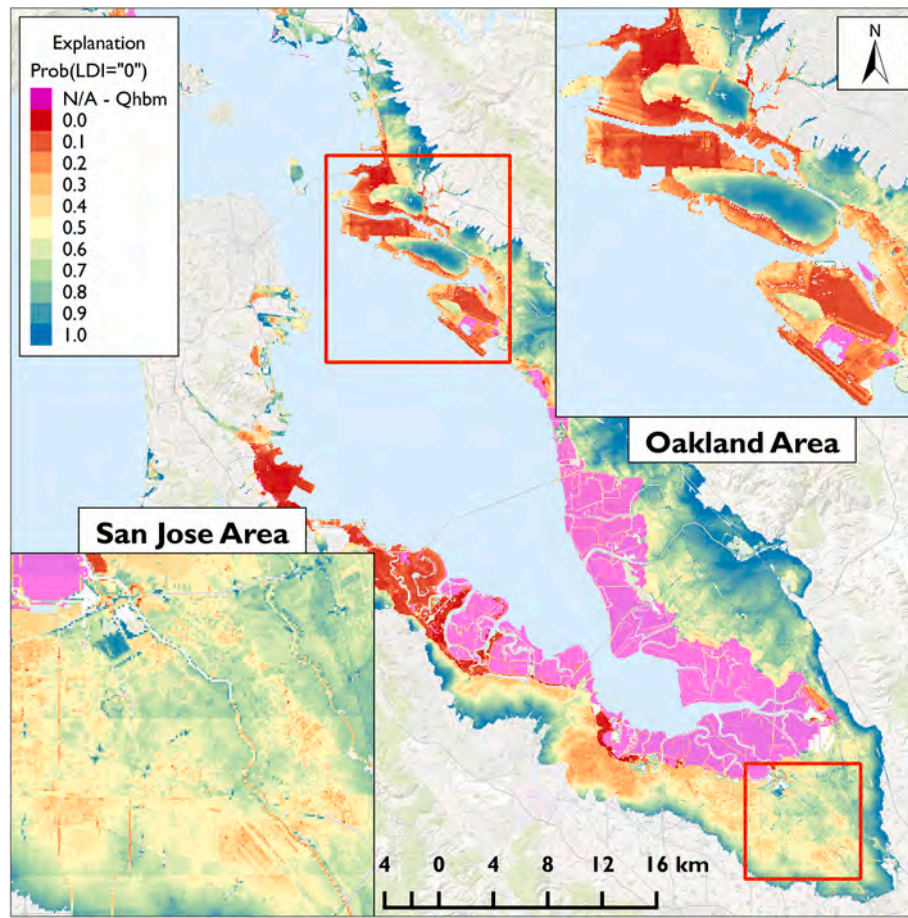 Explanation
Prob(LDI="0")
N/A - Qhbm
0.0
0.1
0.2
0.3
0.4
0.5
0.6
0.7
0.8
0.9
1.0
N
Oakland Area
San Jose Area
4 0 4 8 12 16 km